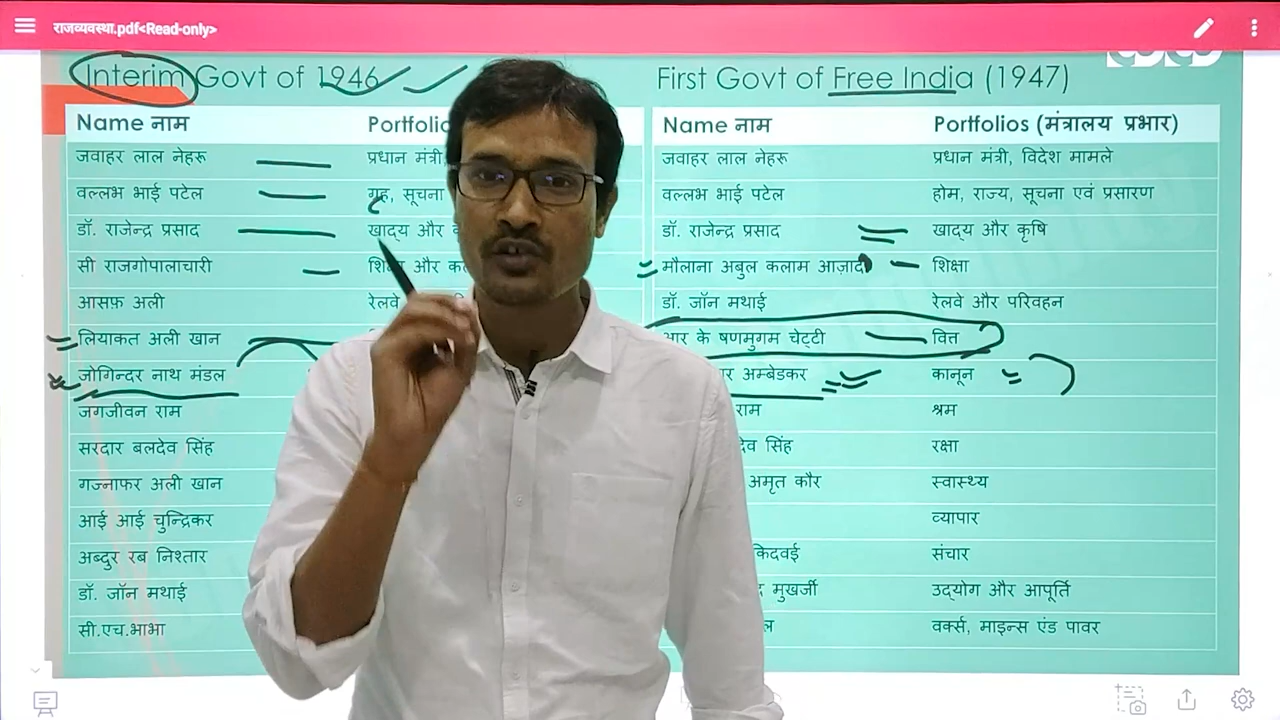 राजव्यवस्था.pdf<Read-only>
Interim Govt of 1946
Name नाम Portfolio
जवाहर लाल नेहरू प्रधान मंत्री,
वल्लभ भाई पटेल गृह, सूचना
डॉ. राजेन्द्र प्रसाद खाद्य और
सी राजगोपालाचारी शिक्षा और
आसफ़ अली रेलवे
लियाकत अली खान
जोगिन्दर नाथ मंडल
जगजीवन राम
सरदार बलदेव सिंह
गज्नाफर अली खान
आई आई चुन्द्रिकर
अब्दुर रब निश्तार
डॉ. जॉन मथाई
सी.एच.भाभा
First Govt of Free India (1947)
Name नाम Portfolios (मंत्रालय प्रभार)
जवाहर लाल नेहरू प्रधान मंत्री, विदेश मामले
वल्लभ भाई पटेल होम, राज्य, सूचना एवं प्रसारण
डॉ. राजेन्द्र प्रसाद खाद्य और कृषि
मौलाना अबुल कलाम आज़ाद शिक्षा
डॉ. जॉन मथाई रेलवे और परिवहन
आर के षणमुगम चेट्टी वित्त
अम्बेडकर कानून
राम श्रम
सिंह रक्षा
अमृत कौर स्वास्थ्य
व्यापार
किदवई संचार
मुखर्जी उद्योग और आपूर्ति
वर्क्स, माइन्स एंड पावर